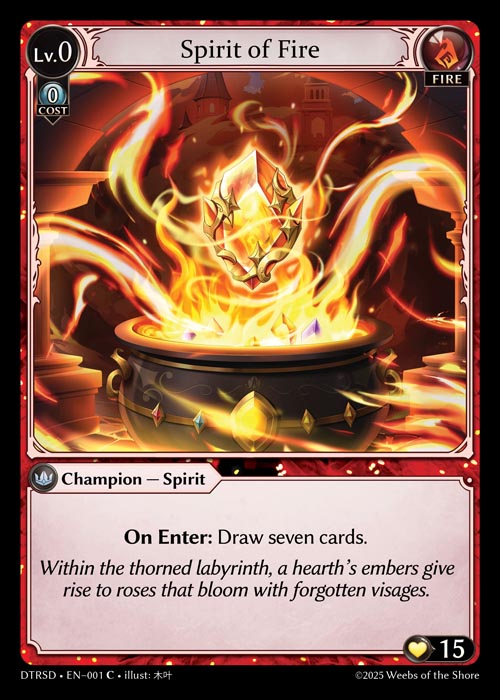 Lv.0
Spirit of Fire
FIRE
0
COST
Champion — Spirit
On Enter: Draw seven cards.
Within the thorned labyrinth, a hearth's embers give
rise to roses that bloom with forgotten visages.
15
DTRSD • EN–001 C • illust: 木叶
©2025 Weebs of the Shore